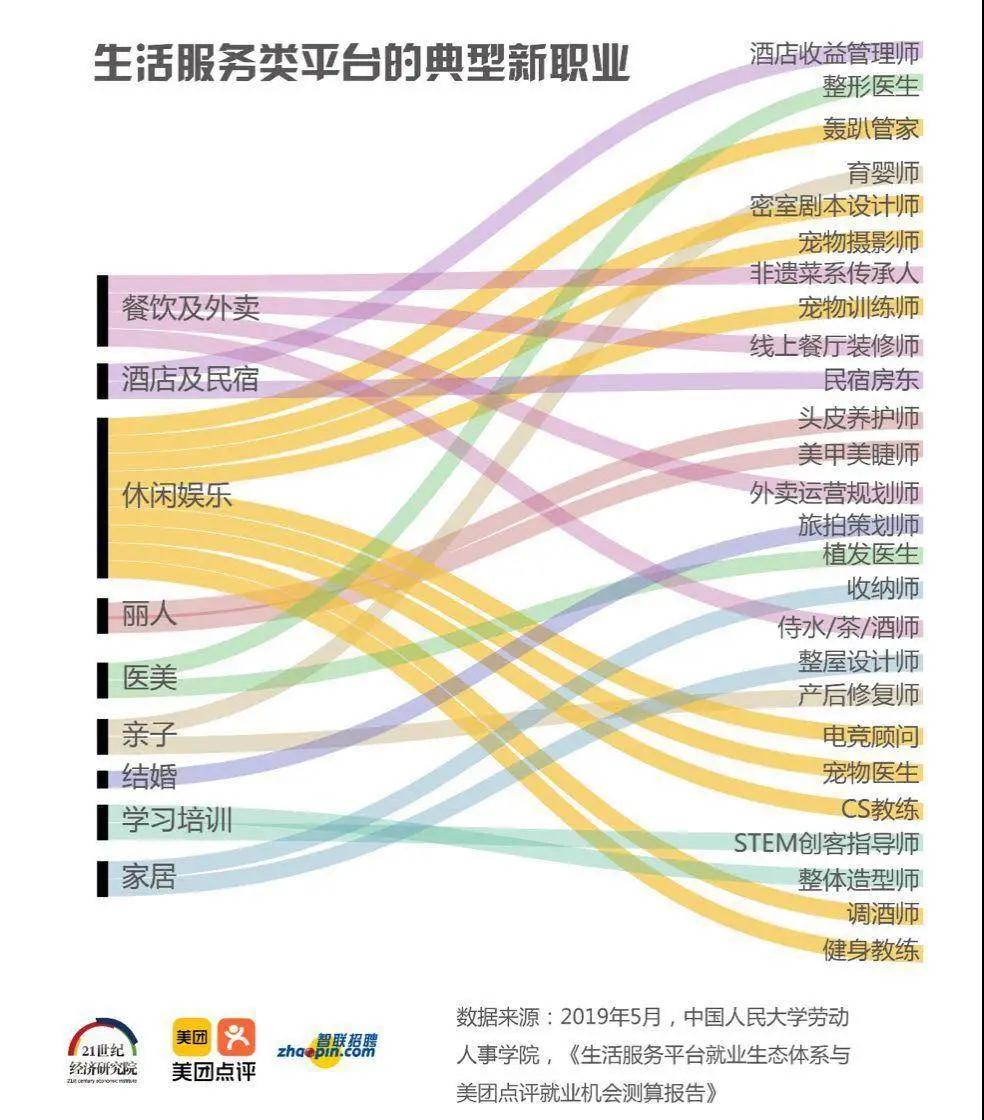 生活服务类平台的典型新职业
酒店收益管理师
整形医生
轰趴管家
育婴师
密室剧本设计师
宠物摄影师
非遗菜系传承人
宠物训练师
线上餐厅装修师
民宿房东
头皮养护师
美甲美睫师
外卖运营规划师
旅拍策划师
植发医生
收纳师
侍水/茶/酒师
整屋设计师
产后修复师
电竞顾问
宠物医生
CS教练
STEM创客指导师
整体造型师
调酒师
健身教练
餐饮及外卖
酒店及民宿
休闲娱乐
丽人
医美
亲子
结婚
学习培训
家居
21世纪
经济研究院
21st century economic institute
美团
美团点评
智联招聘
zhaopin.com
数据来源：2019年5月，中国人民大学劳动
人事学院，《生活服务平台就业生态体系与
美团点评就业机会测算报告》